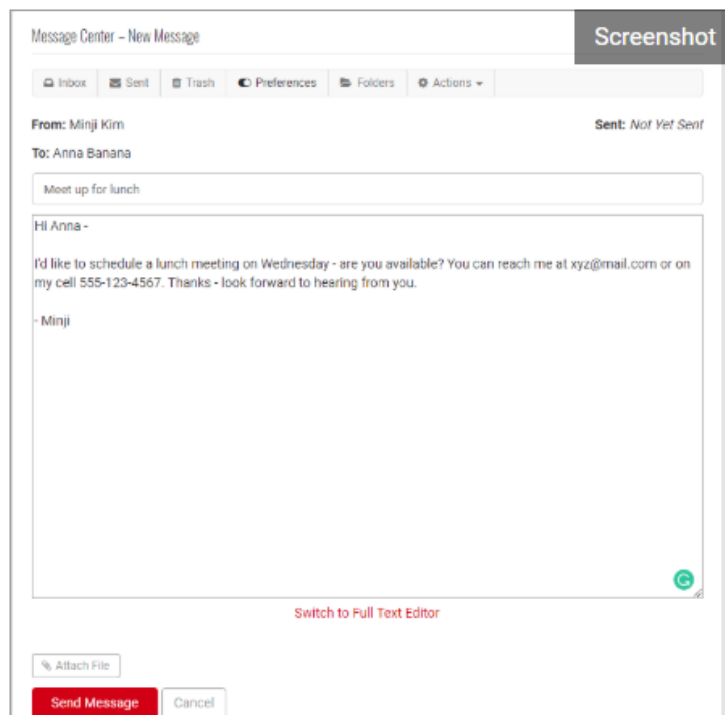 Message Center – New Message
Screenshot
Inbox Sent Trash Preferences Folders Actions
From: Minji Kim
Sent: Not Yet Sent
To: Anna Banana
Meet up for lunch
Hi Anna -
I'd like to schedule a lunch meeting on Wednesday - are you available? You can reach me at xyz@mail.com or on
my cell 555-123-4567. Thanks - look forward to hearing from you.
- Minji
Switch to Full Text Editor
Attach File
Send Message Cancel